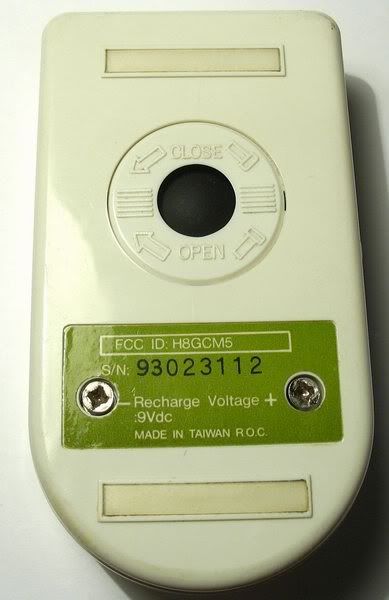 CLOSE
OPEN
FCC ID: H8GCM5
S/N: 93023112
– Recharge Voltage +
:9Vdc
MADE IN TAIWAN R.O.C.